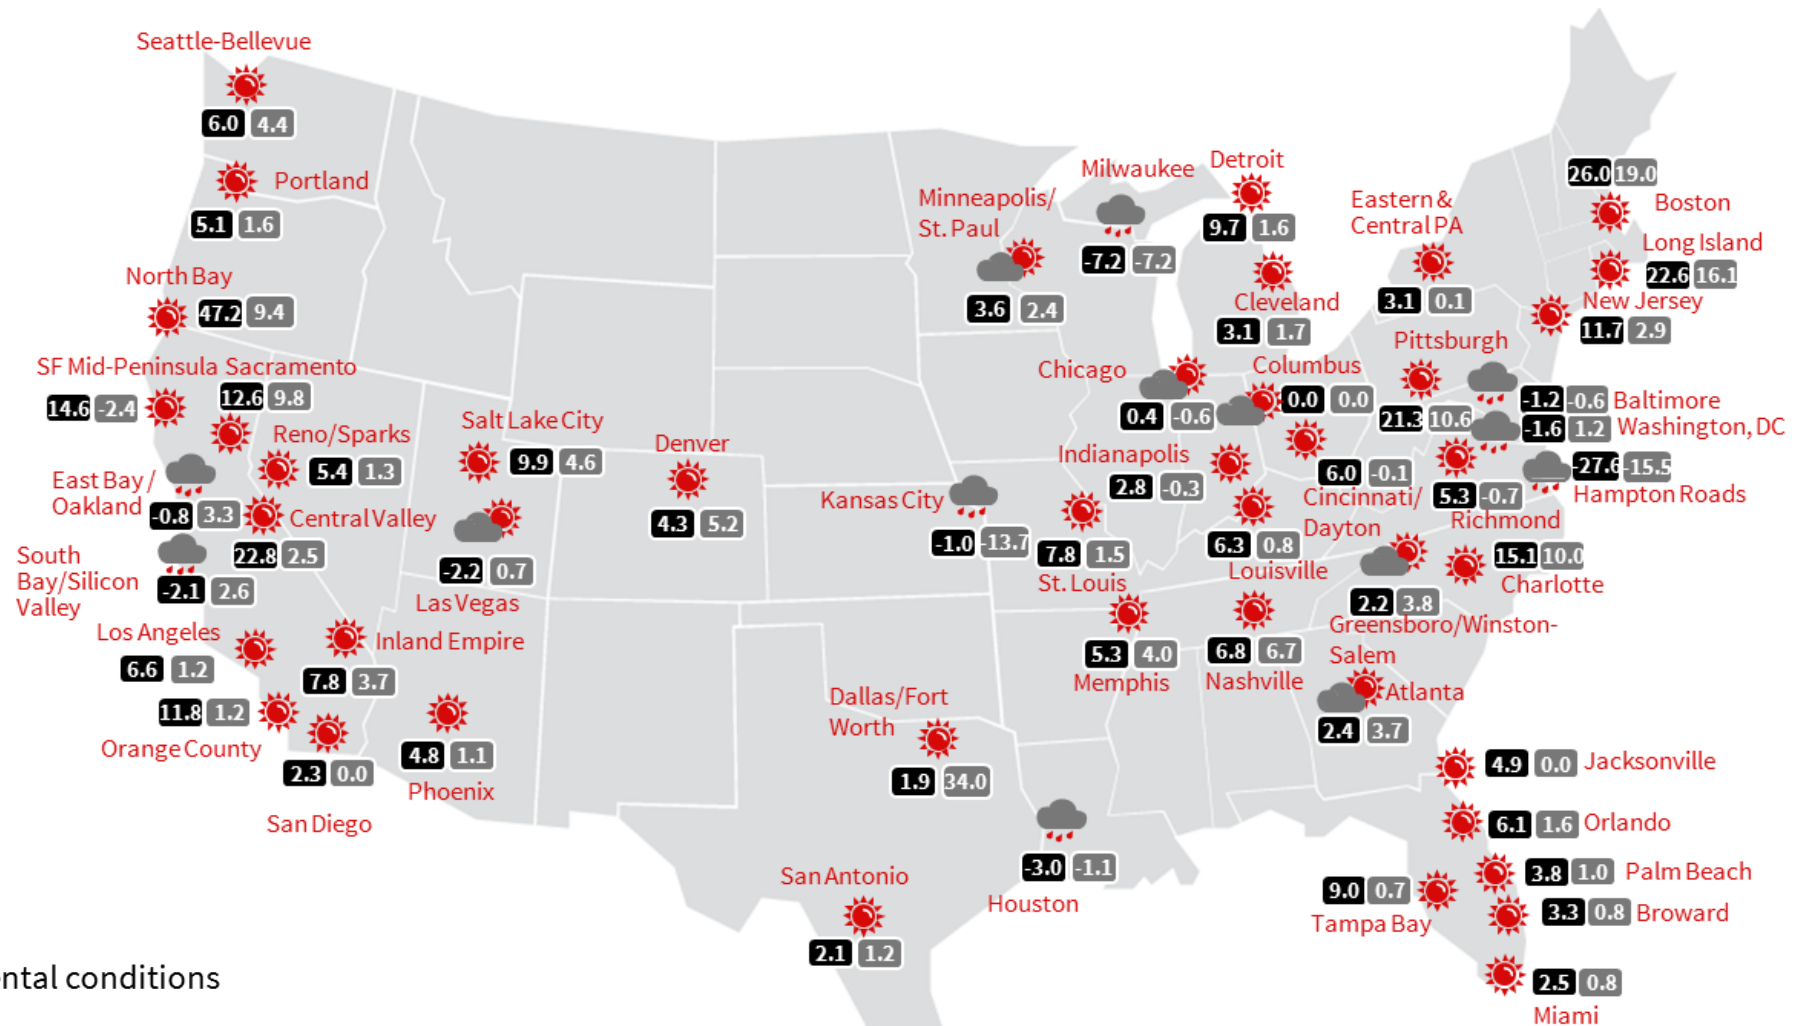 Seattle-Bellevue
6.0 4.4
Portland
5.1 1.6
North Bay
47.2 9.4
SF Mid-Peninsula
14.6 -2.4
Sacramento
12.6 9.8
Reno/Sparks
5.4 1.3
East Bay /
Oakland
-0.8 3.3
Central Valley
22.8 2.5
South
Bay/Silicon
Valley
-2.1 2.6
Los Angeles
6.6 1.2
Inland Empire
7.8 3.7
11.8 1.2
Orange County
2.3 0.0
San Diego
4.8 1.1
Phoenix
Salt Lake City
9.9 4.6
-2.2 0.7
Las Vegas
Denver
4.3 5.2
Minneapolis/
St. Paul
3.6 2.4
Milwaukee
-7.2 -7.2
Detroit
9.7 1.6
Cleveland
3.1 1.7
Chicago
0.4 -0.6
Columbus
0.0 0.0
Indianapolis
2.8 -0.3
6.0 -0.1
Cincinnati/
Dayton
Kansas City
-1.0 -13.7
7.8 1.5
St. Louis
6.3 0.8
Louisville
5.3 4.0
Memphis
6.8 6.7
Nashville
Dallas/Fort
Worth
1.9 34.0
-3.0 -1.1
Houston
San Antonio
2.1 1.2
Eastern &
Central PA
3.1 0.1
26.0 19.0
Boston
Long Island
22.6 16.1
New Jersey
11.7 2.9
Pittsburgh
21.3 10.6
-1.2 -0.6 Baltimore
-1.6 1.2 Washington, DC
-27.6 -15.5
Hampton Roads
5.3 -0.7
Richmond
15.1 10.0
Charlotte
2.2 3.8
Greensboro/Winston-
Salem
Atlanta
2.4 3.7
4.9 0.0 Jacksonville
6.1 1.6 Orlando
3.8 1.0 Palm Beach
9.0 0.7
Tampa Bay
3.3 0.8 Broward
2.5 0.8
Miami
conditions